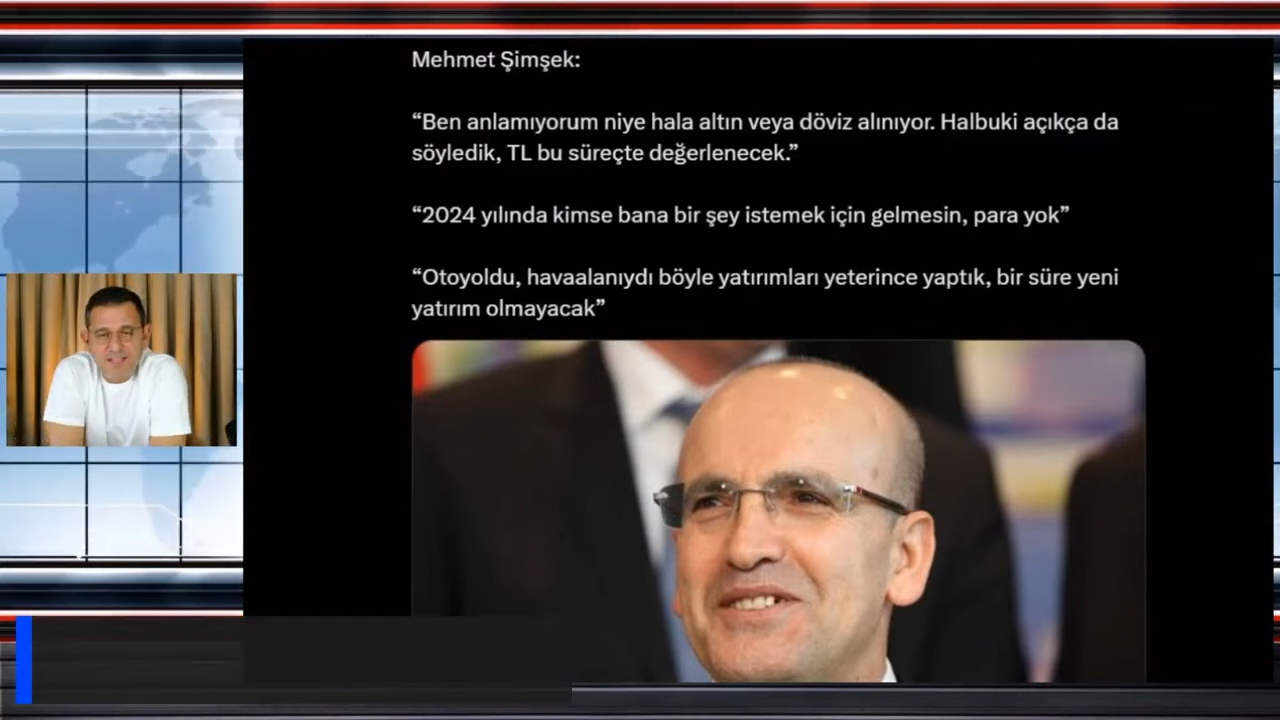 Mehmet Şimşek:
“Ben anlamıyorum niye hala altın veya döviz alınıyor. Halbuki açıkça da
söyledik, TL bu süreçte değerlenecek.”
“2024 yılında kimse bana bir şey istemek için gelmesin, para yok”
“Otoyoldu, havaalanıydı böyle yatırımları yeterince yaptık, bir süre yeni
yatırım olmayacak”